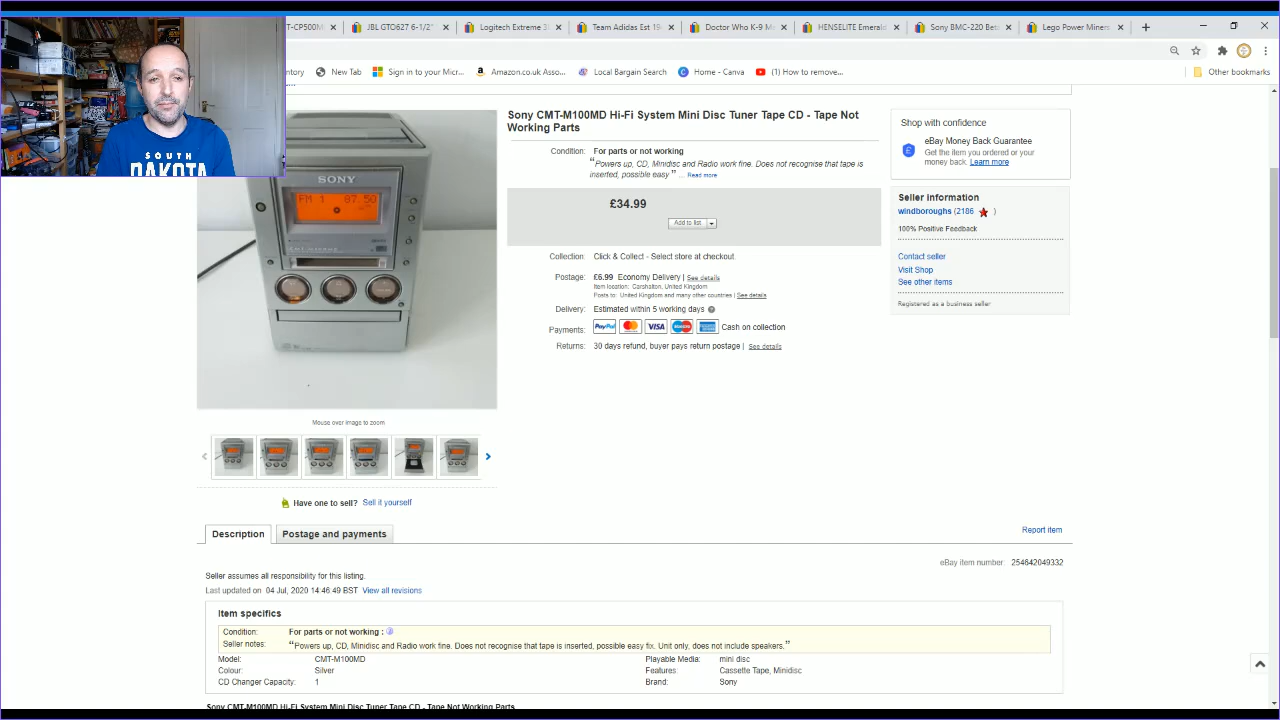 T-CP500M
JBL GTO627 6-1/2"
Logitech Extreme 3
Team Adidas Est 19
Doctor Who K-9 M
HENSELITE Emerald
Sony BMC-220 Beta
Lego Power Miners
ntory
New Tab
Sign in to your Micr...
Amazon.co.uk Asso...
Local Bargain Search
Home - Canva
(1) How to remove...
Other bookmarks
SOUTH
DAKOTA
SONY
FM 1 87.50
Sony CMT-M100MD Hi-Fi System Mini Disc Tuner Tape CD - Tape Not
Working Parts
Condition: For parts or not working
“Powers up, CD, Minidisc and Radio work fine. Does not recognise that tape is
inserted, possible easy ” ... Read more
£34.99
Add to list
Collection: Click & Collect - Select store at checkout.
Postage: £6.99 Economy Delivery | See details
Item location: Carshalton, United Kingdom
Posts to: United Kingdom and many other countries | See details
Delivery: Estimated within 5 working days
Payments: PayPal VISA Cash on collection
Returns: 30 days refund, buyer pays return postage | See details
Shop with confidence
eBay Money Back Guarantee
Get the item you ordered or your
money back. Learn more
Seller information
windboroughs (2186 )
100% Positive Feedback
Contact seller
Visit Shop
See other items
Registered as a business seller
Mouse over image to zoom
Have one to sell? Sell it yourself
Description
Postage and payments
Report item
eBay item number: 254642049332
Seller assumes all responsibility for this listing.
Last updated on 04 Jul, 2020 14:46:49 BST View all revisions
Item specifics
Condition: For parts or not working :
Seller notes: “Powers up, CD, Minidisc and Radio work fine. Does not recognise that tape is inserted, possible easy fix. Unit only, does not include speakers.”
Model: CMT-M100MD Playable Media: mini disc
Colour: Silver Features: Cassette Tape, Minidisc
CD Changer Capacity: 1 Brand: Sony
Sony CMT-M100MD Hi-Fi System Mini Disc Tuner Tape CD - Tape Not Working Parts